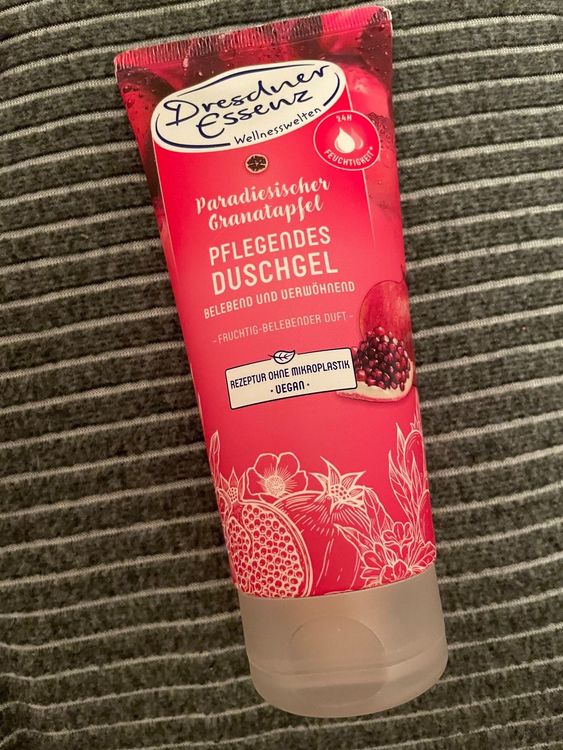 Dresdner
Essenz
Wellnesswelten
24H
FEUCHTIGKEIT*
Paradiesischer
Granatapfel
PFLEGENDES
DUSCHGEL
BELEBEND UND VERWÖHNEND
- FRUCHTIG-BELEBENDER DUFT -
REZEPTUR OHNE MIKROPLASTIK
· VEGAN ·